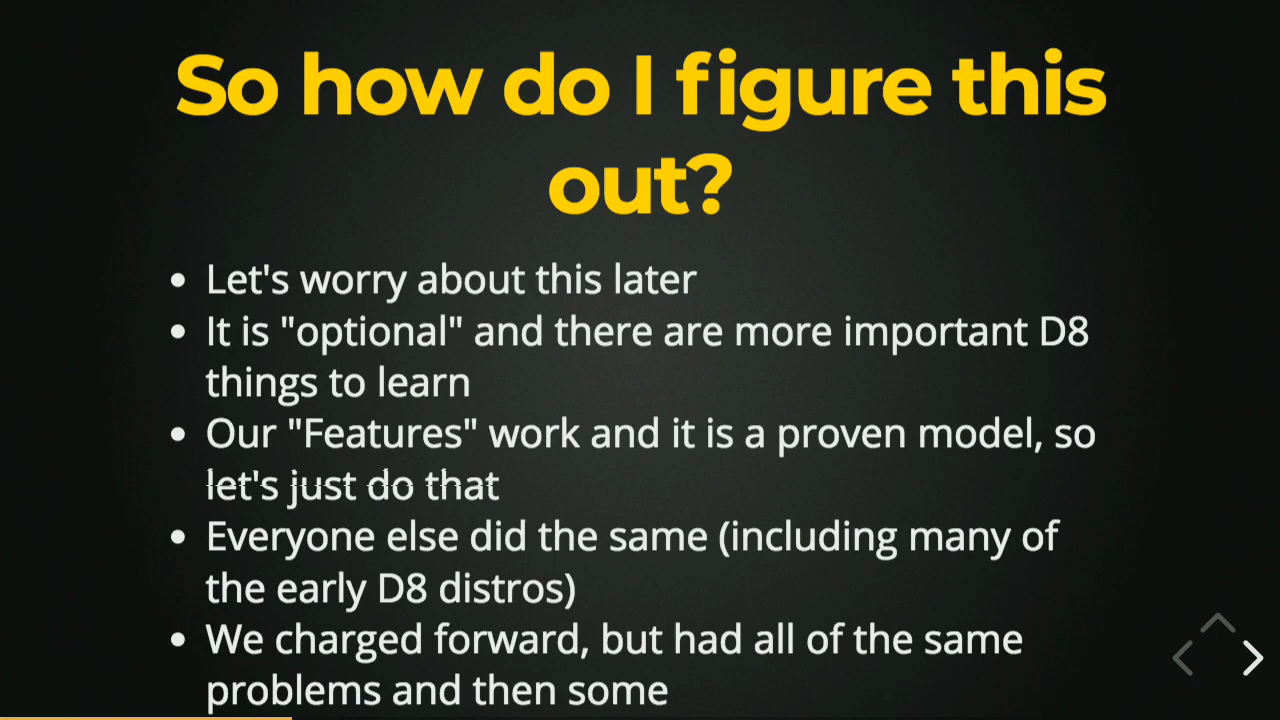 So how do I figure this
out?
Let's worry about this later
It is "optional" and there are more important D8
things to learn
Our "Features" work and it is a proven model, so
let's just do that
Everyone else did the same (including many of
the early D8 distros)
We charged forward, but had all of the same
problems and then some